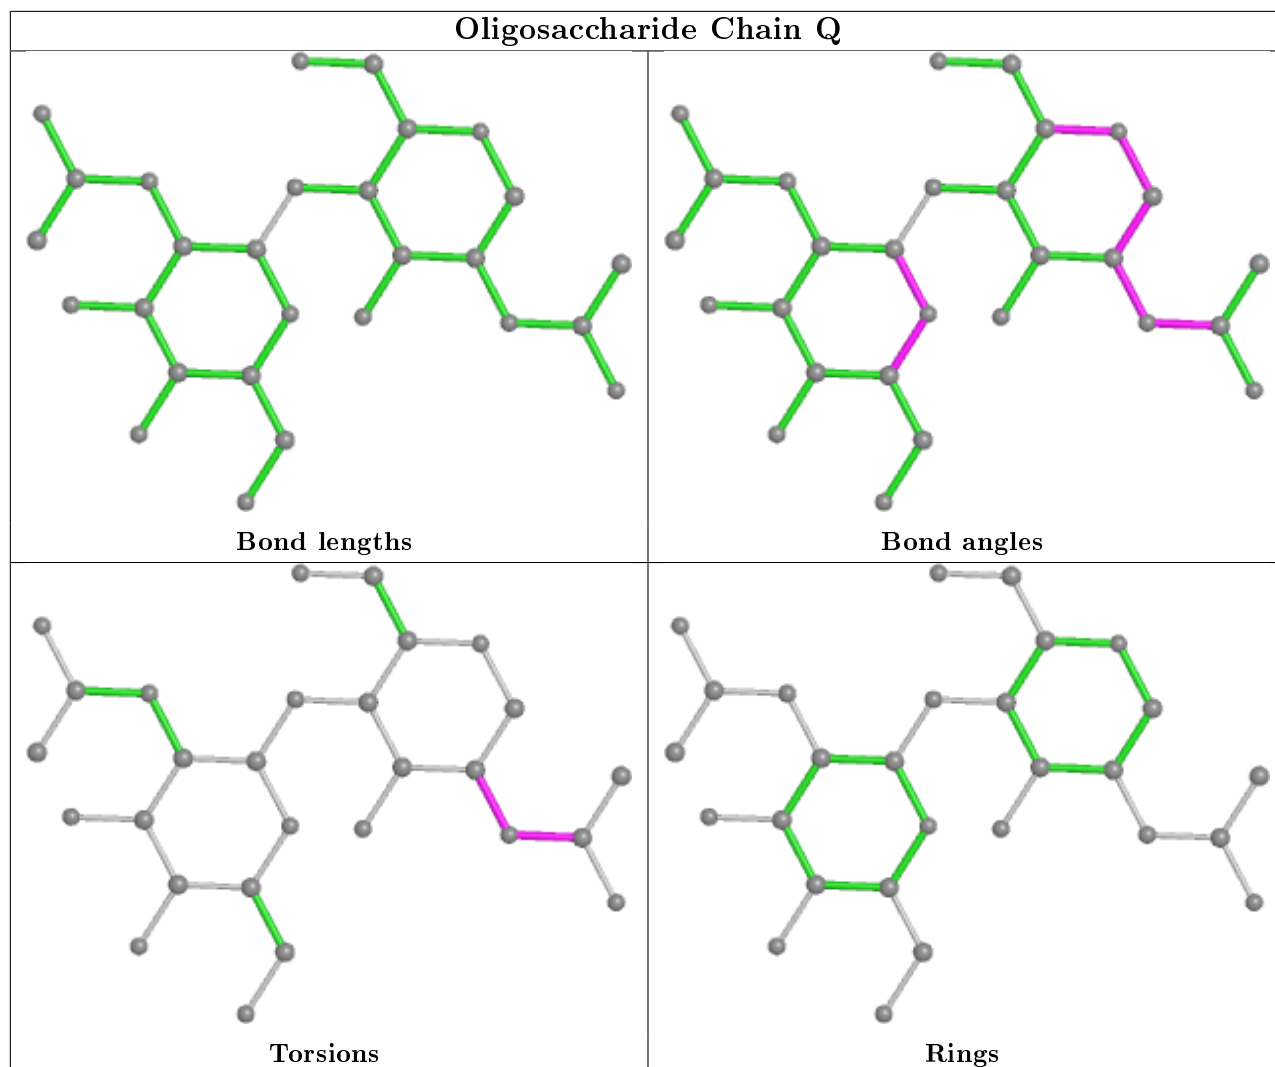 Oligosaccharide Chain Q
Bond lengths
Bond angles
Torsions
Rings